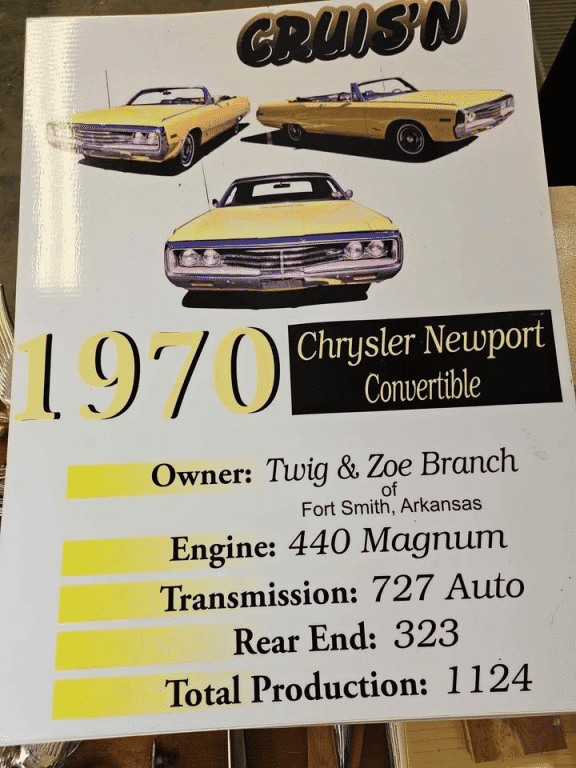 CRUIS'N
1970
Chrysler Newport
Convertible
Owner: Twig & Zoe Branch
of
Fort Smith, Arkansas
Engine: 440 Magnum
Transmission: 727 Auto
Rear End: 323
Total Production: 1124